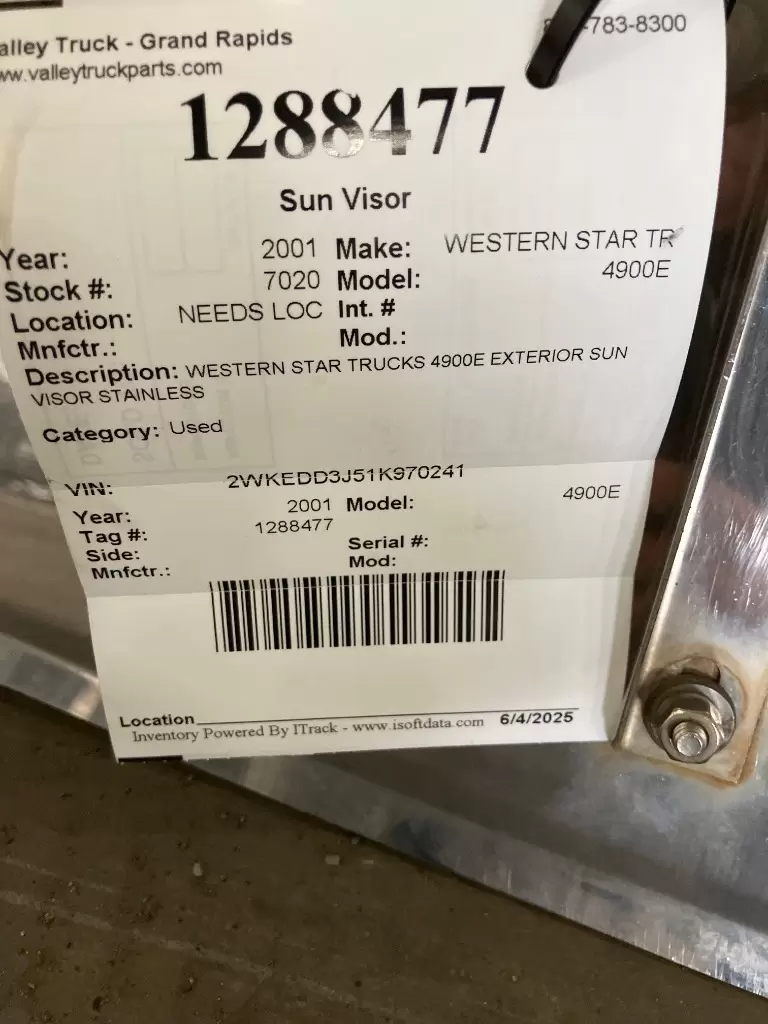 alley Truck - Grand Rapids
-783-8300
ww.valleytruckparts.com
1288477
Sun Visor
Year: 2001 Make: WESTERN STAR TR
Stock #: 7020 Model: 4900E
Location: NEEDS LOC Int. #
Mnfctr.: Mod.:
Description: WESTERN STAR TRUCKS 4900E EXTERIOR SUN
VISOR STAINLESS
Category: Used
VIN: 2WKEDD3J51K970241
Year: 2001 Model: 4900E
Tag #: 1288477
Side: Serial #:
Mnfctr.: Mod:
Location
Inventory Powered By ITrack - www.isoftdata.com 6/4/2025